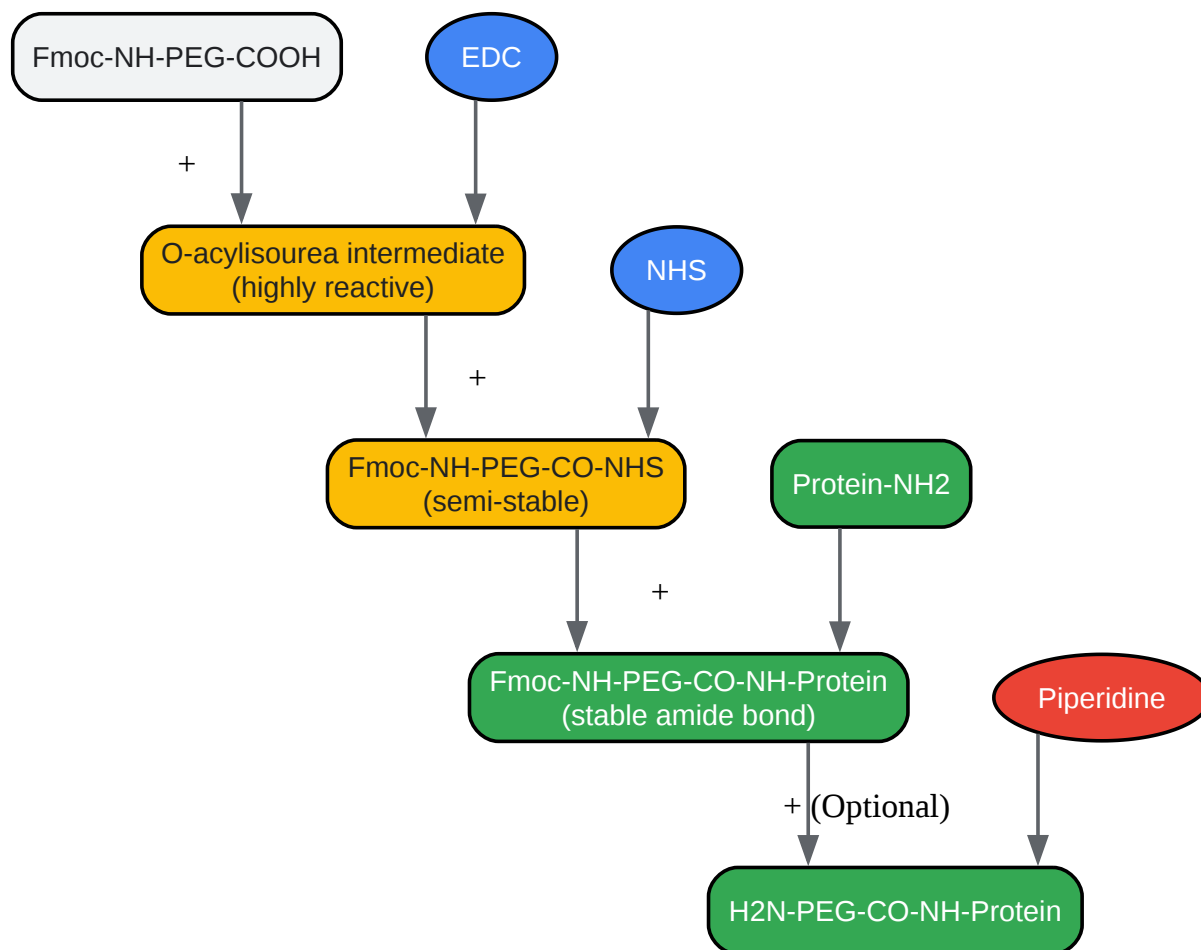 Fmoc-NH-PEG-COOH
EDC
+
O-acylisourea intermediate
(highly reactive)
NHS
+
Fmoc-NH-PEG-CO-NHS
(semi-stable)
Protein-NH2
+
Fmoc-NH-PEG-CO-NH-Protein
(stable amide bond)
Piperidine
+ (Optional)
H2N-PEG-CO-NH-Protein